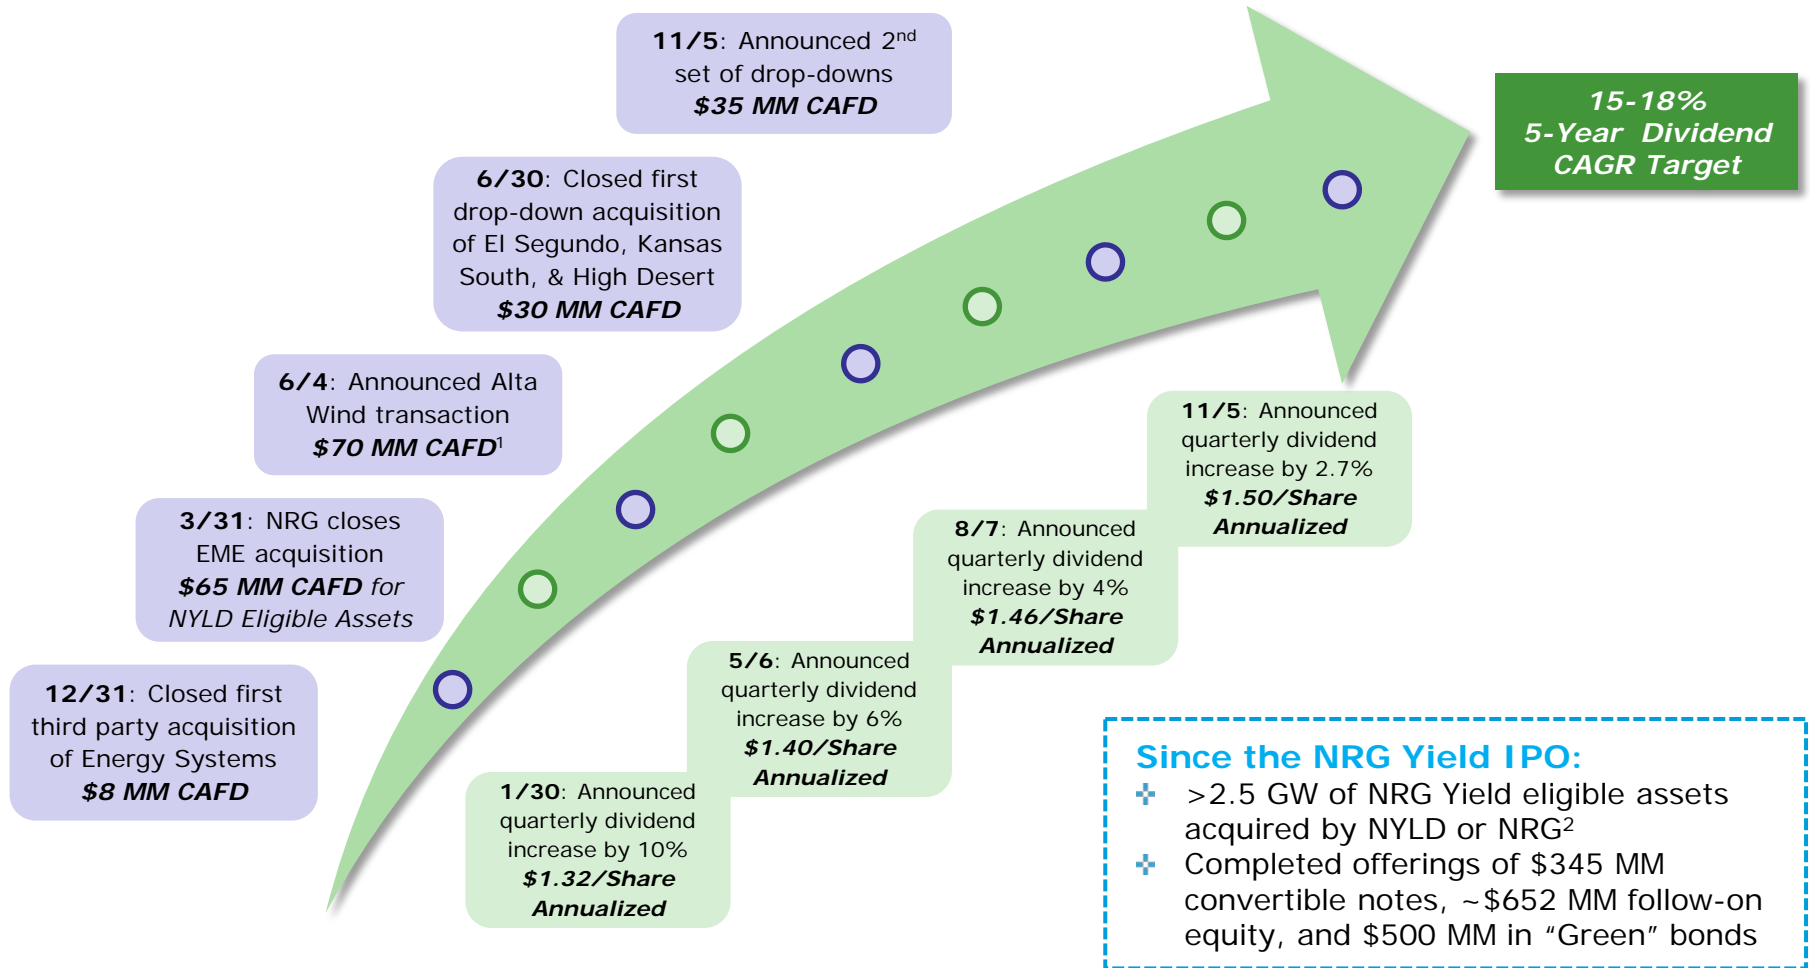 11/5: Announced 2nd
set of drop-downs
$35 MM CAFD
15-18%
5-Year Dividend
CAGR Target
6/30: Closed first
drop-down acquisition
of El Segundo, Kansas
South, & High Desert
$30 MM CAFD
6/4: Announced Alta
Wind transaction
$70 MM CAFD1
3/31: NRG closes
EME acquisition
$65 MM CAFD for
NYLD Eligible Assets
12/31: Closed first
third party acquisition
of Energy Systems
$8 MM CAFD
1/30: Announced
quarterly dividend
increase by 10%
$1.32/Share
Annualized
5/6: Announced
quarterly dividend
increase by 6%
$1.40/Share
Annualized
8/7: Announced
quarterly dividend
increase by 4%
$1.46/Share
Annualized
11/5: Announced
quarterly dividend
increase by 2.7%
$1.50/Share
Annualized
Since the NRG Yield IPO:
>2.5 GW of NRG Yield eligible assets
acquired by NYLD or NRG2
Completed offerings of $345 MM
convertible notes, ~$652 MM follow-on
equity, and $500 MM in "Green" bonds